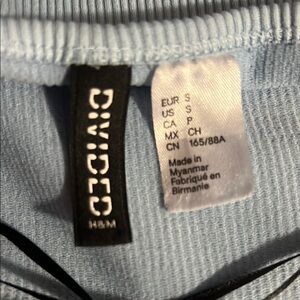 DIVIDED
H&M
EUR S
US S
CA P
MX CH
CN 165/88A
Made in
Myanmar
Fabriqué en
Birmanie